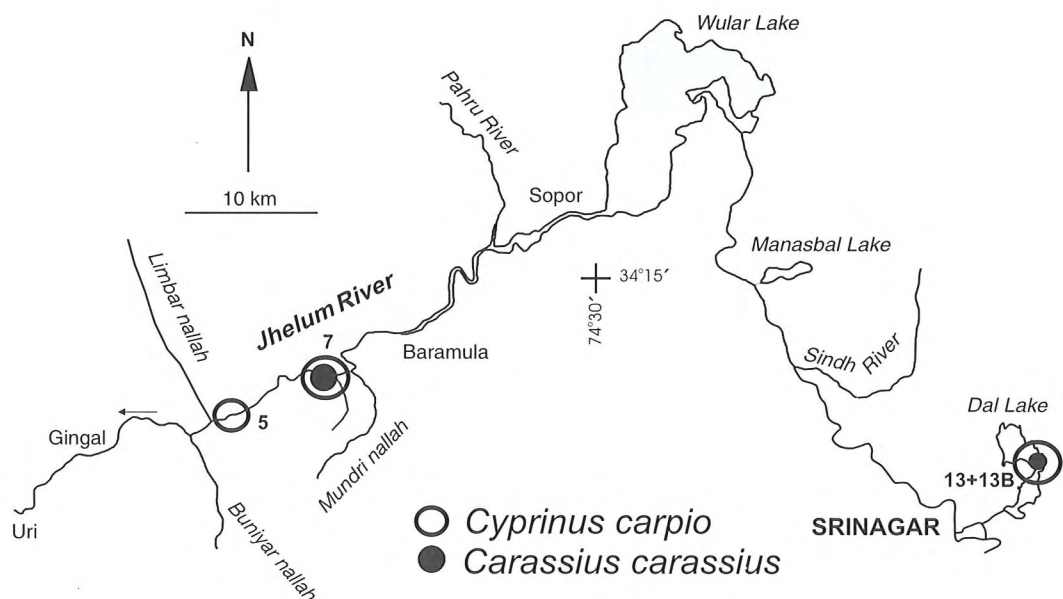 Wular Lake
N
Pahru River
10 km
Sopor
Manasbal Lake
34°15´
74°30´
Limbar nallah
Jhelum River
7
Baramula
Sindh River
Dal Lake
5
Gingal
Mundri nallah
13+13B
Uri
Buniyar nallah
Cyprinus carpio
SRINAGAR
Carassius carassius